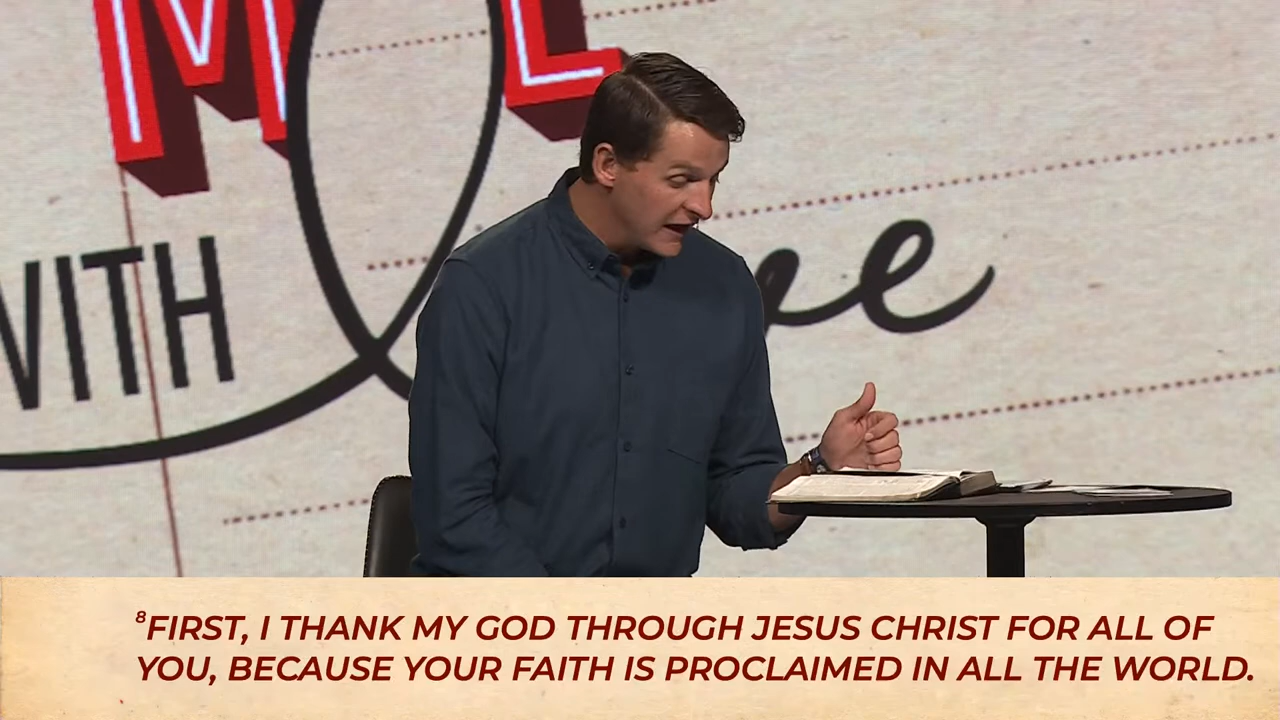 WITH
⁸FIRST, I THANK MY GOD THROUGH JESUS CHRIST FOR ALL OF
YOU, BECAUSE YOUR FAITH IS PROCLAIMED IN ALL THE WORLD.